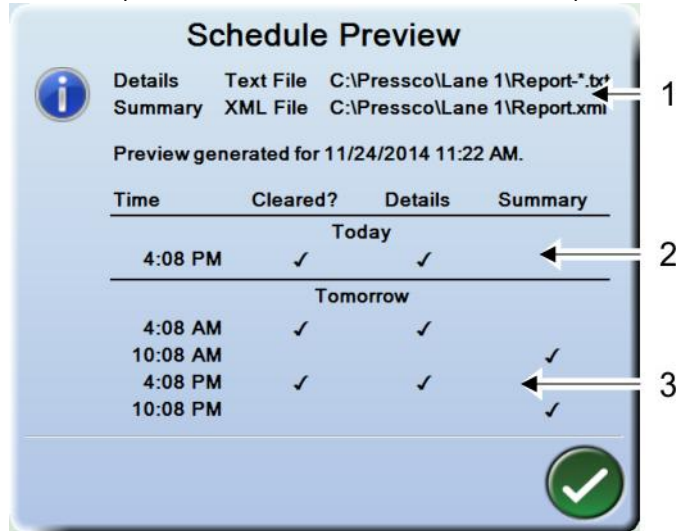 Schedule Preview
Details Text File C:\Pressco\Lane 1\Report-*.txt
Summary XML File C:\Pressco\Lane 1\Report.xml
1
Preview generated for 11/24/2014 11:22 AM.
Time Cleared? Details Summary
Today
4:08 PM ✓ ✓
2
Tomorrow
4:08 AM ✓ ✓
10:08 AM ✓
4:08 PM ✓ ✓
3
10:08 PM ✓